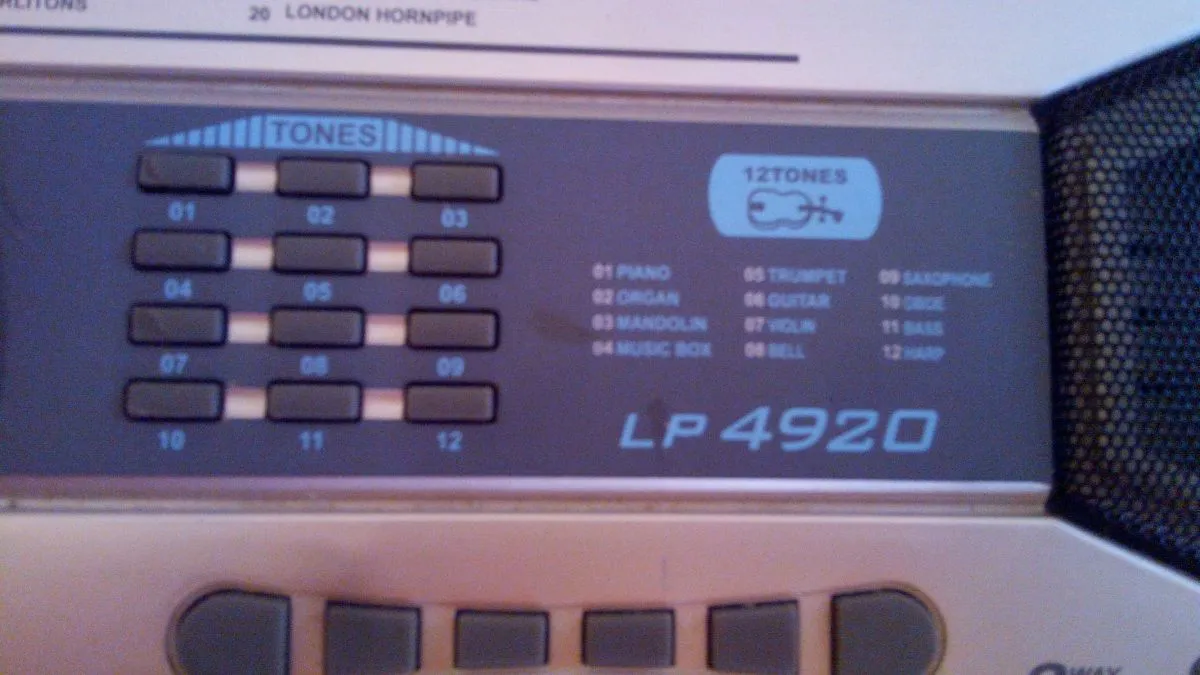 20 LONDON HORNPIPE
TONES
01 02 03
04 05 06
07 08 09
10 11 12
12TONES
01 PIANO
02 ORGAN
03 MANDOLIN
04 MUSIC BOX
05 TRUMPET
06 GUITAR
07 VIOLIN
08 BELL
09 SAXOPHONE
10 OBOE
11 BASS
12 HARP
LP 4920
WAY